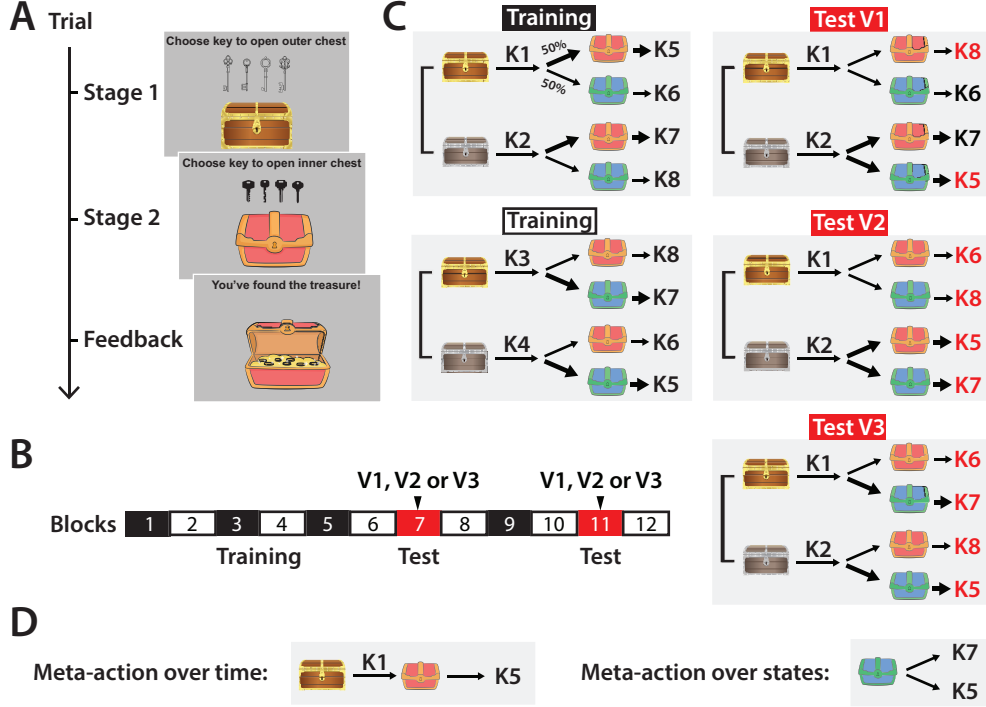 A
Trial
Stage 1
Choose key to open outer chest
Stage 2
Choose key to open inner chest
Feedback
You've found the treasure!
B
V1, V2 or V3
V1, V2 or V3
Blocks
1
2
3
4
5
6
7
8
9
10
11
12
Training
Test
Test
C
Training
K1
50%
50%
K5
K6
K2
K7
K8
Training
K3
K8
K7
K4
K6
K5
Test V1
K1
K8
K6
K2
K7
K5
Test V2
K1
K6
K8
K2
K5
K7
Test V3
K1
K6
K7
K2
K8
K5
D
Meta-action over time:
K1
K5
Meta-action over states:
K7
K5